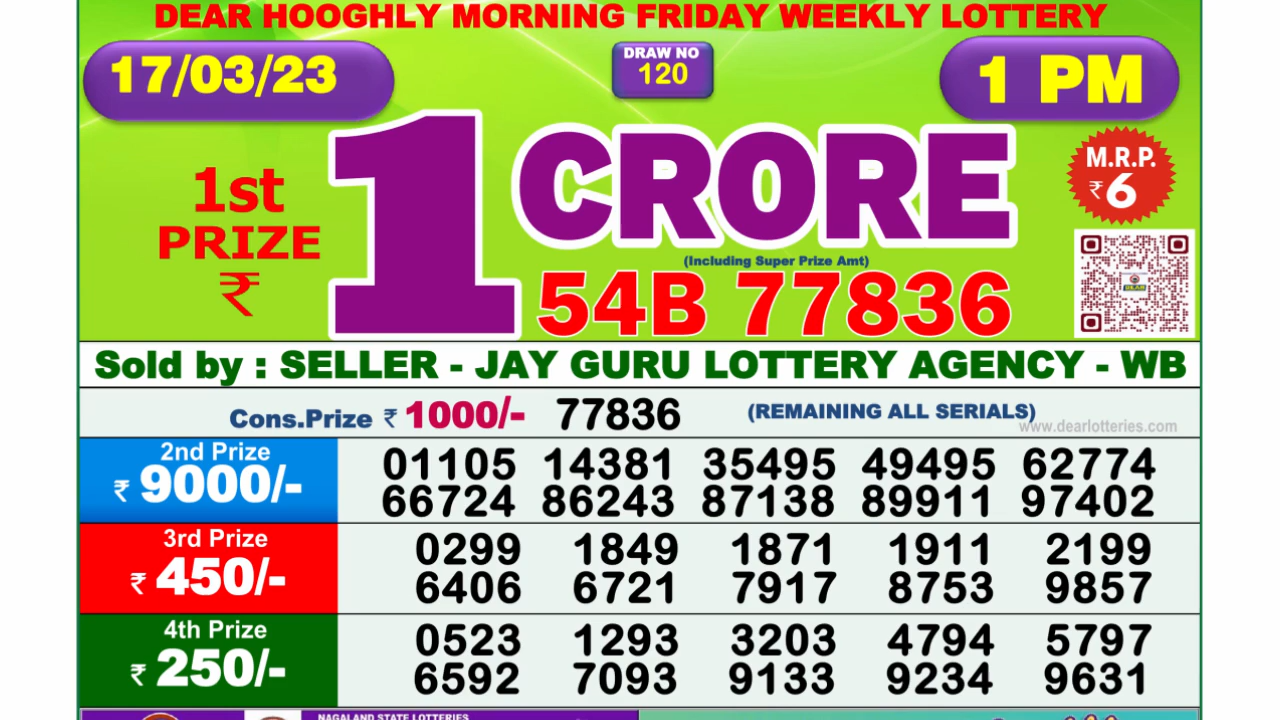 DEAR HOOGHLY MORNING FRIDAY WEEKLY LOTTERY
17/03/23
DRAW NO
120
1 PM
1st
PRIZE
₹
1 CRORE
(Including Super Prize Amt)
54B 77836
M.R.P.
₹ 6
Sold by : SELLER - JAY GURU LOTTERY AGENCY - WB
Cons.Prize ₹ 1000/- 77836 (REMAINING ALL SERIALS)
www.dearlotteries.com
2nd Prize
₹ 9000/-
01105 14381 35495 49495 62774
66724 86243 87138 89911 97402
3rd Prize
₹ 450/-
0299 1849 1871 1911 2199
6406 6721 7917 8753 9857
4th Prize
₹ 250/-
0523 1293 3203 4794 5797
6592 7093 9133 9234 9631
NAGALAND STATE LOTTERIES